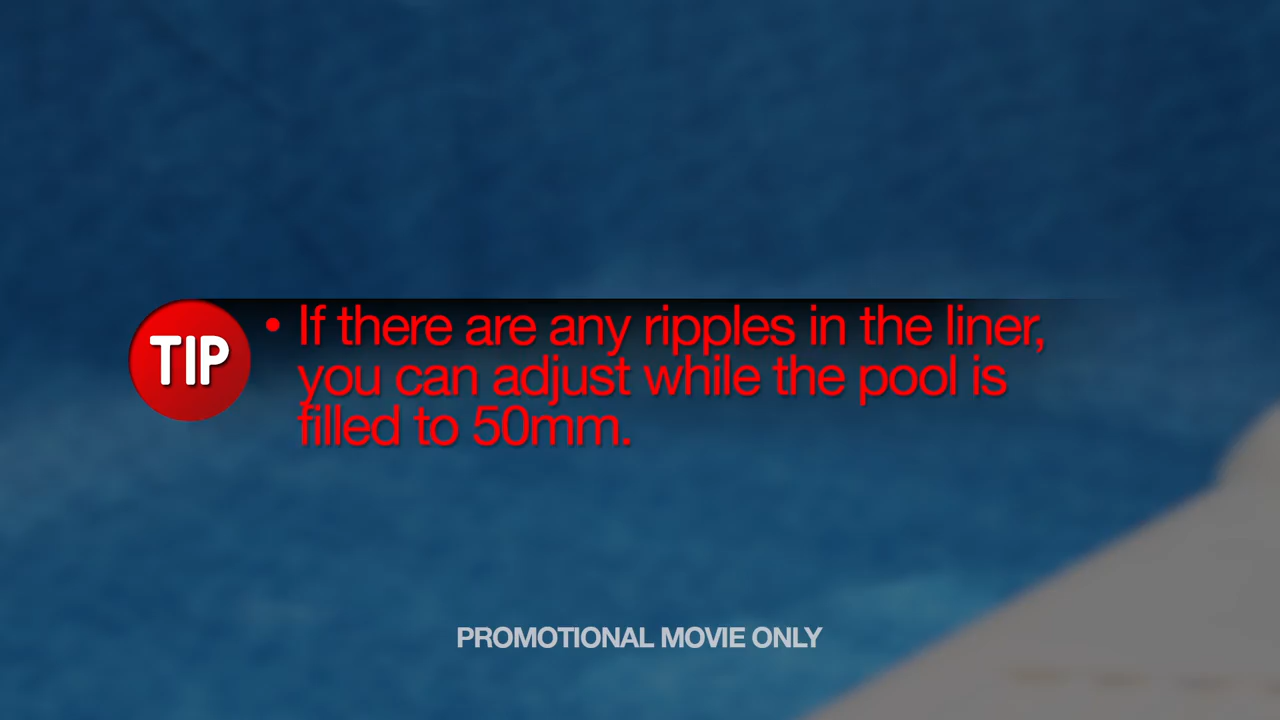 TIP
• If there are any ripples in the liner,
you can adjust while the pool is
filled to 50mm.
PROMOTIONAL MOVIE ONLY